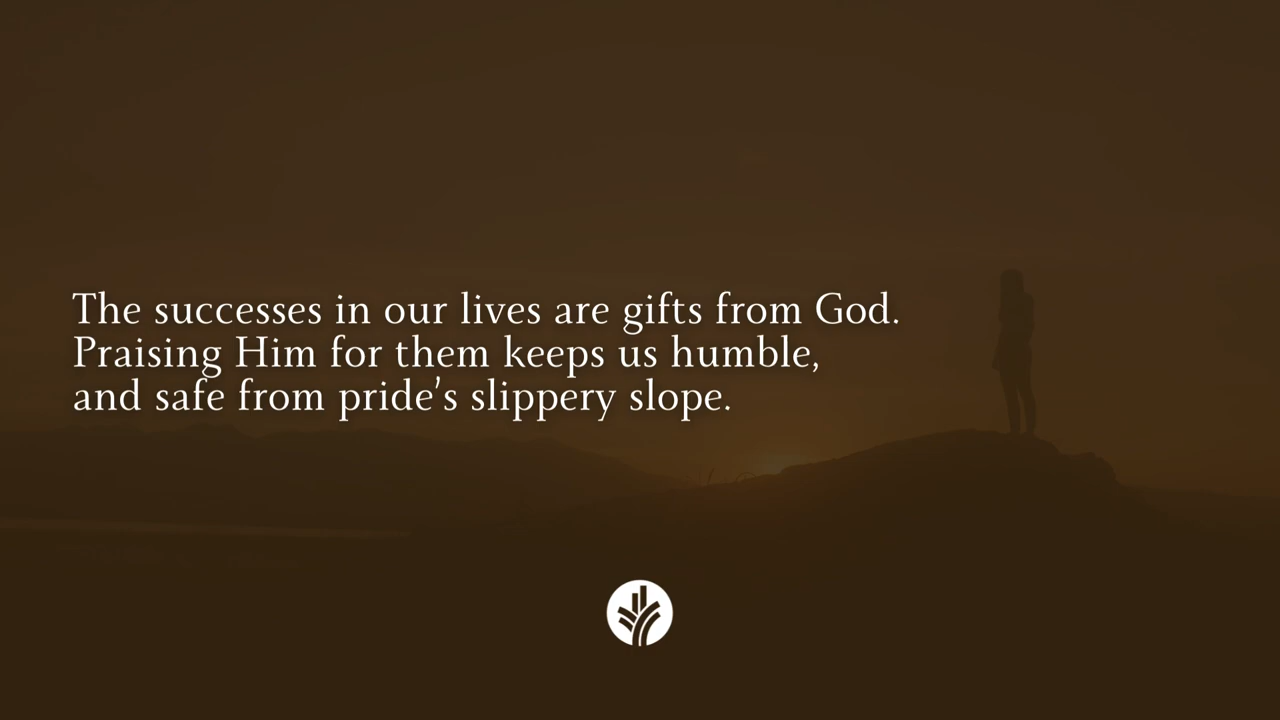 The successes in our lives are gifts from God.
Praising Him for them keeps us humble,
and safe from pride's slippery slope.